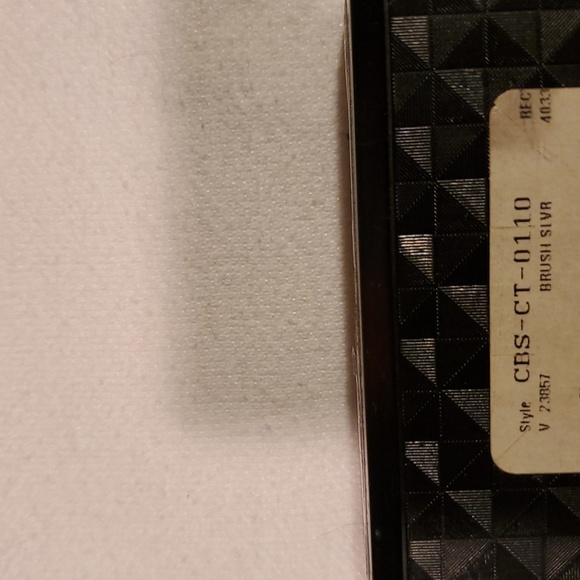 Style CBS-CT-0110
V 23857 BRUSH SLVR